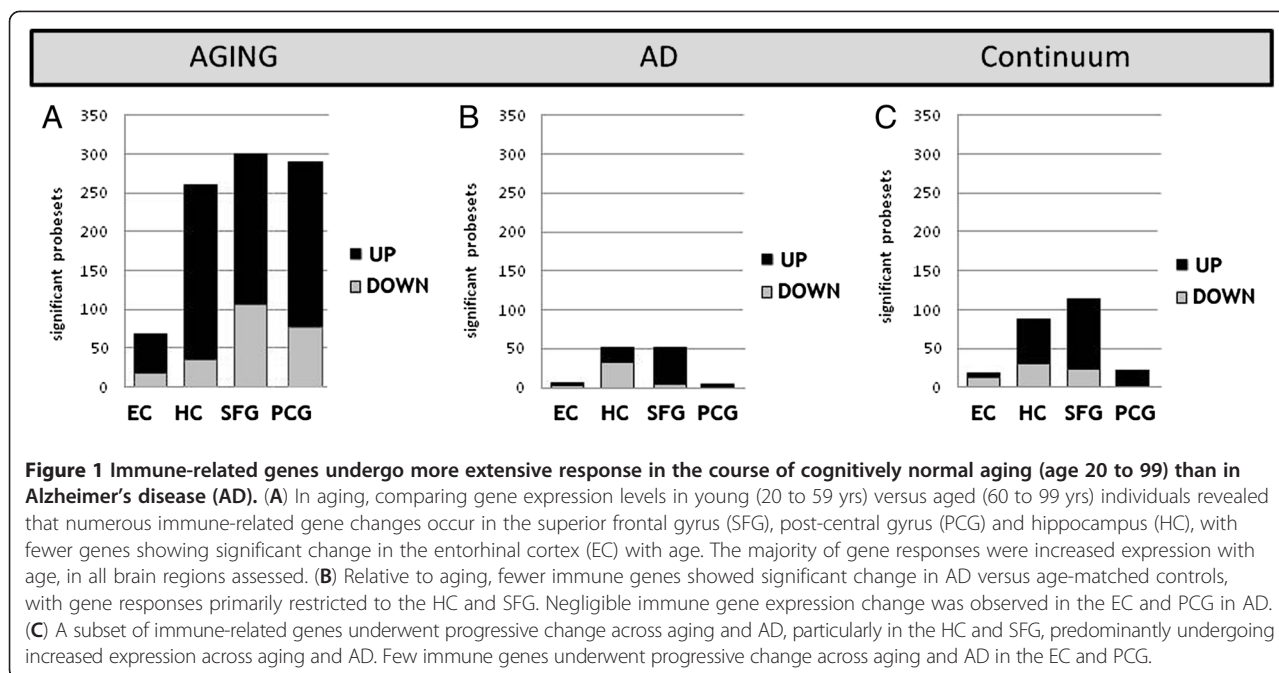 AGING AD Continuum
A B C
350 350 350
300 300 300
250 250 250
200 200 200
150 150 150
100 100 100
50 50 50
0 0 0
significant probesets significant probesets significant probesets
UP UP UP
DOWN DOWN DOWN
EC HC SFG PCG EC HC SFG PCG EC HC SFG PCG
Figure 1 Immune-related genes undergo more extensive response in the course of cognitively normal aging (age 20 to 99) than in
Alzheimer's disease (AD). (A) In aging, comparing gene expression levels in young (20 to 59 yrs) versus aged (60 to 99 yrs) individuals revealed
that numerous immune-related gene changes occur in the superior frontal gyrus (SFG), post-central gyrus (PCG) and hippocampus (HC), with
fewer genes showing significant change in the entorhinal cortex (EC) with age. The majority of gene responses were increased expression with
age, in all brain regions assessed. (B) Relative to aging, fewer immune genes showed significant change in AD versus age-matched controls,
with gene responses primarily restricted to the HC and SFG. Negligible immune gene expression change was observed in the EC and PCG in AD.
(C) A subset of immune-related genes underwent progressive change across aging and AD, particularly in the HC and SFG, predominantly undergoing
increased expression across aging and AD. Few immune genes underwent progressive change across aging and AD in the EC and PCG.